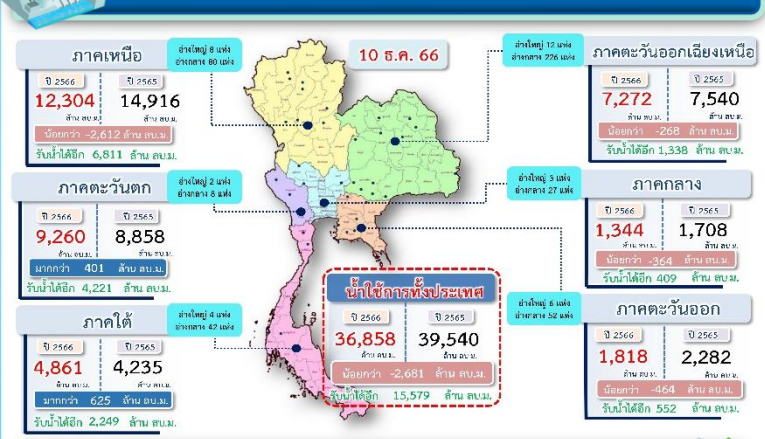 10 ธ.ค. 66
ภาคเหนือ
อ่างใหญ่ 8 แห่ง
อ่างกลาง 80 แห่ง
ปี 2566 ปี 2565
12,304 14,916
ล้าน ลบ.ม. ล้าน ลบ.ม.
น้อยกว่า -2,612 ล้าน ลบ.ม.
รับน้ำได้อีก 6,811 ล้าน ลบ.ม.
ภาคตะวันออกเฉียงเหนือ
อ่างใหญ่ 12 แห่ง
อ่างกลาง 226 แห่ง
ปี 2566 ปี 2565
7,272 7,540
ล้าน ลบ.ม. ล้าน ลบ.ม.
น้อยกว่า -268 ล้าน ลบ.ม.
รับน้ำได้อีก 1,338 ล้าน ลบ.ม.
ภาคตะวันตก
อ่างใหญ่ 2 แห่ง
อ่างกลาง 8 แห่ง
ปี 2566 ปี 2565
9,260 8,858
ล้าน ลบ.ม. ล้าน ลบ.ม.
มากกว่า 401 ล้าน ลบ.ม.
รับน้ำได้อีก 4,221 ล้าน ลบ.ม.
ภาคกลาง
อ่างใหญ่ 3 แห่ง
อ่างกลาง 27 แห่ง
ปี 2566 ปี 2565
1,344 1,708
ล้าน ลบ.ม. ล้าน ลบ.ม.
น้อยกว่า -364 ล้าน ลบ.ม.
รับน้ำได้อีก 409 ล้าน ลบ.ม.
ภาคใต้
อ่างใหญ่ 4 แห่ง
อ่างกลาง 42 แห่ง
ปี 2566 ปี 2565
4,861 4,235
ล้าน ลบ.ม. ล้าน ลบ.ม.
มากกว่า 625 ล้าน ลบ.ม.
รับน้ำได้อีก 2,249 ล้าน ลบ.ม.
น้ำใช้การทั้งประเทศ
ปี 2566 ปี 2565
36,858 39,540
ล้าน ลบ.ม. ล้าน ลบ.ม.
น้อยกว่า -2,681 ล้าน ลบ.ม.
รับน้ำได้อีก 15,579 ล้าน ลบ.ม.
ภาคตะวันออก
อ่างใหญ่ 6 แห่ง
อ่างกลาง 52 แห่ง
ปี 2566 ปี 2565
1,818 2,282
ล้าน ลบ.ม. ล้าน ลบ.ม.
น้อยกว่า -464 ล้าน ลบ.ม.
รับน้ำได้อีก 552 ล้าน ลบ.ม.